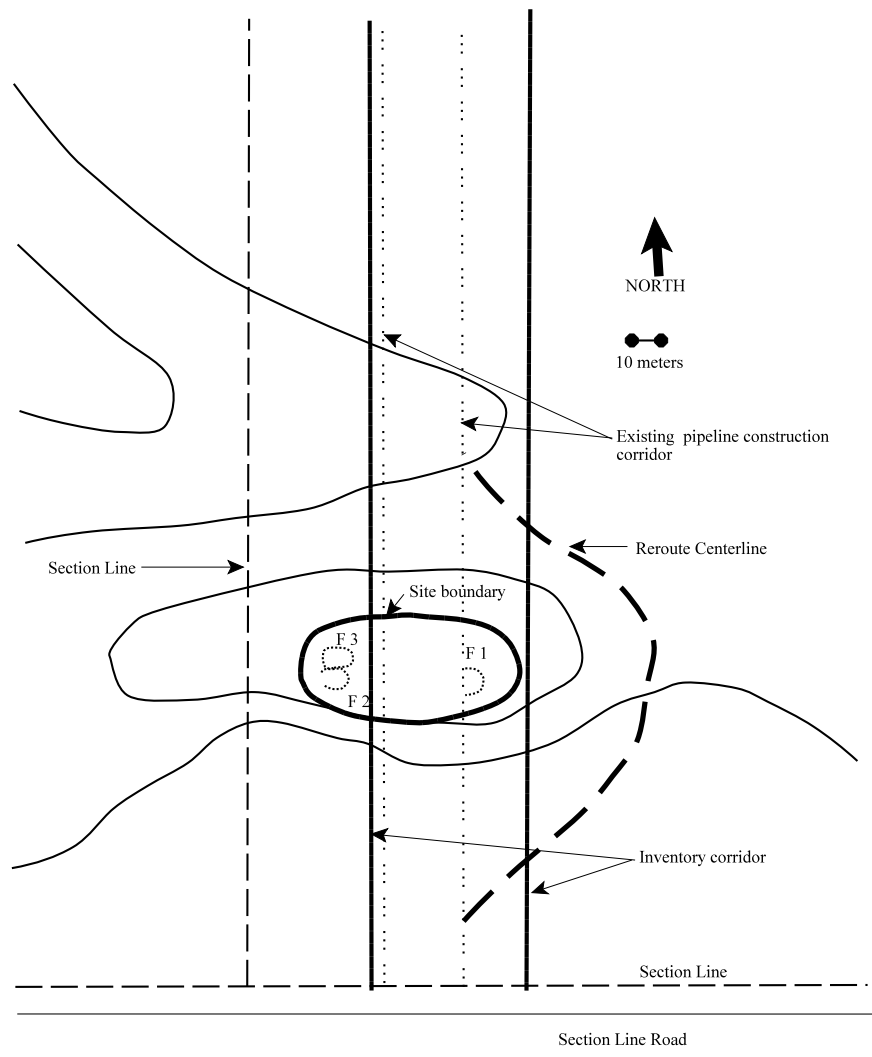 NORTH
10 meters
Existing pipeline construction
corridor
Reroute Centerline
Section Line
Site boundary
F 3
F 1
F 2
Inventory corridor
Section Line
Section Line Road